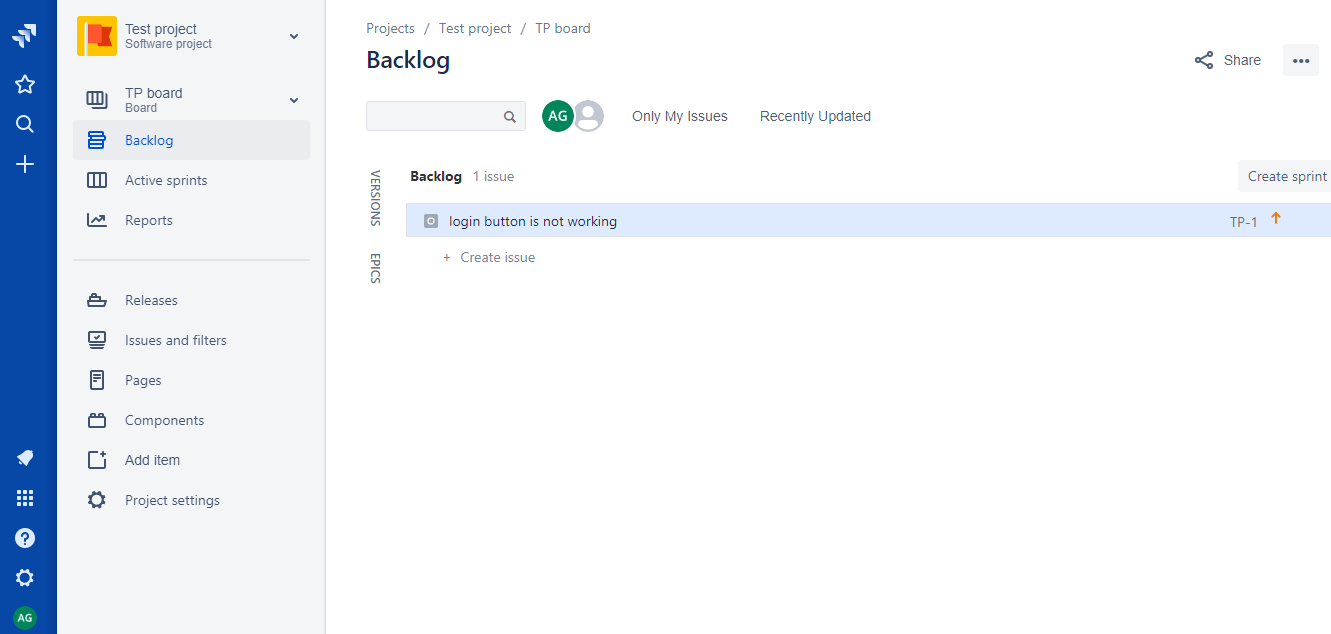 Test project
Software project
TP board
Board
Backlog
Active sprints
Reports
Releases
Issues and filters
Pages
Components
Add item
Project settings
AG
Projects / Test project / TP board
Backlog
Share
AG
Only My Issues
Recently Updated
VERSIONS
EPICS
Backlog 1 issue
Create sprint
login button is not working
TP-1
+ Create issue